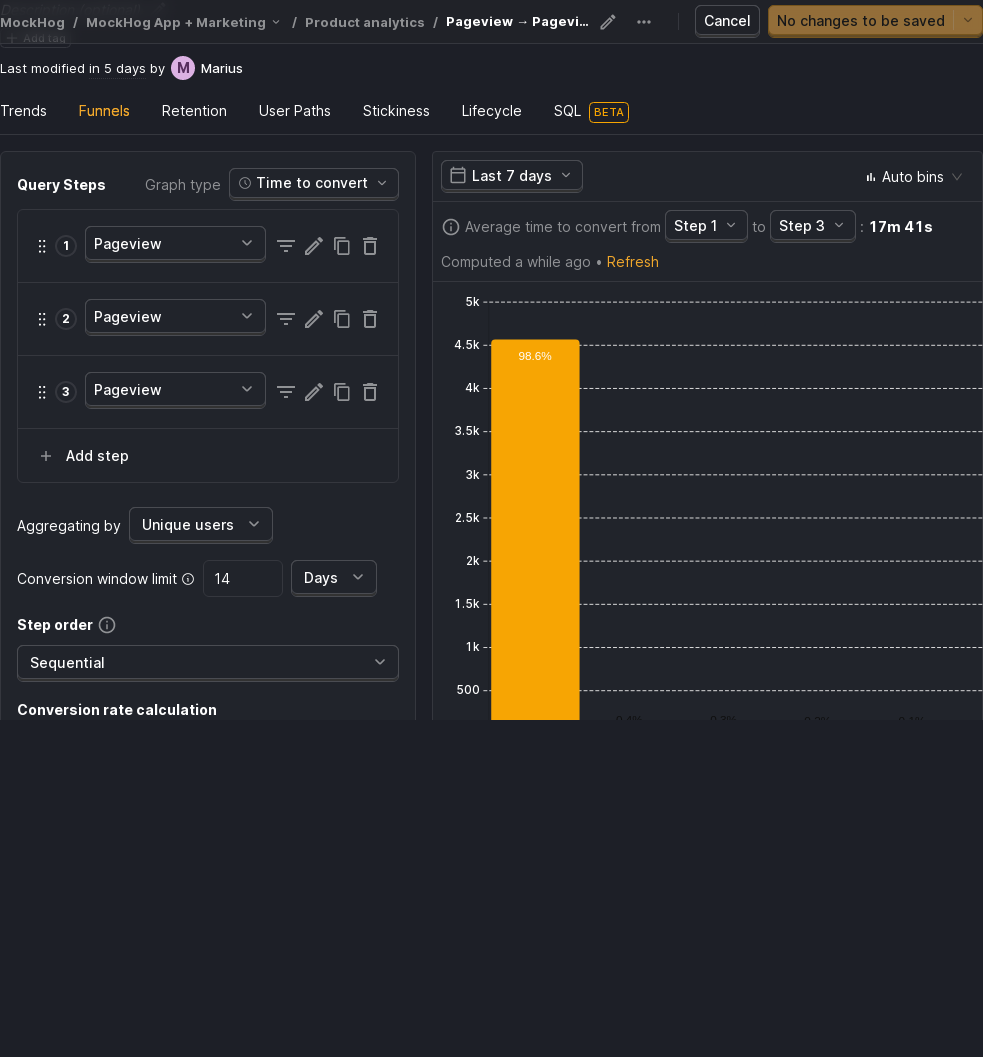 MockHog / MockHog App + Marketing / Product analytics / Pageview → Pagevi...
Cancel
No changes to be saved
Add tag
Last modified in 5 days by M Marius
Trends Funnels Retention User Paths Stickiness Lifecycle SQL BETA
Query Steps
Graph type Time to convert
1 Pageview
2 Pageview
3 Pageview
Add step
Aggregating by Unique users
Conversion window limit 14 Days
Step order
Sequential
Conversion rate calculation
Last 7 days
Auto bins
Average time to convert from Step 1 to Step 3 : 17m 41s
Computed a while ago • Refresh
5k
4.5k
98.6%
4k
3.5k
3k
2.5k
2k
1.5k
1k
500